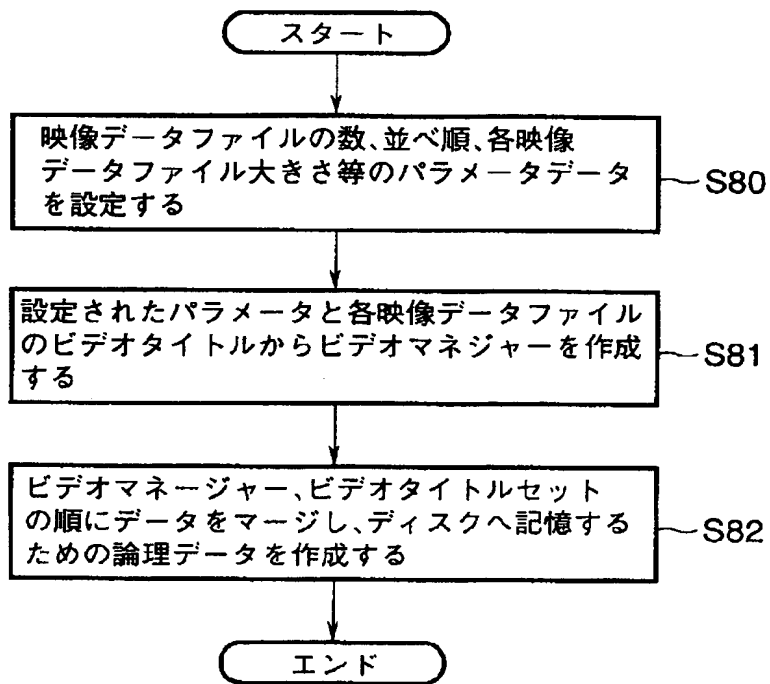 スタート
映像データファイルの数、並べ順、各映像
データファイル大きさ等のパラメータデータ
を設定する
S80
設定されたパラメータと各映像データファイル
のビデオタイトルからビデオマネジャーを作成
する
S81
ビデオマネージャー、ビデオタイトルセット
の順にデータをマージし、ディスクへ記憶する
ための論理データを作成する
S82
エンド